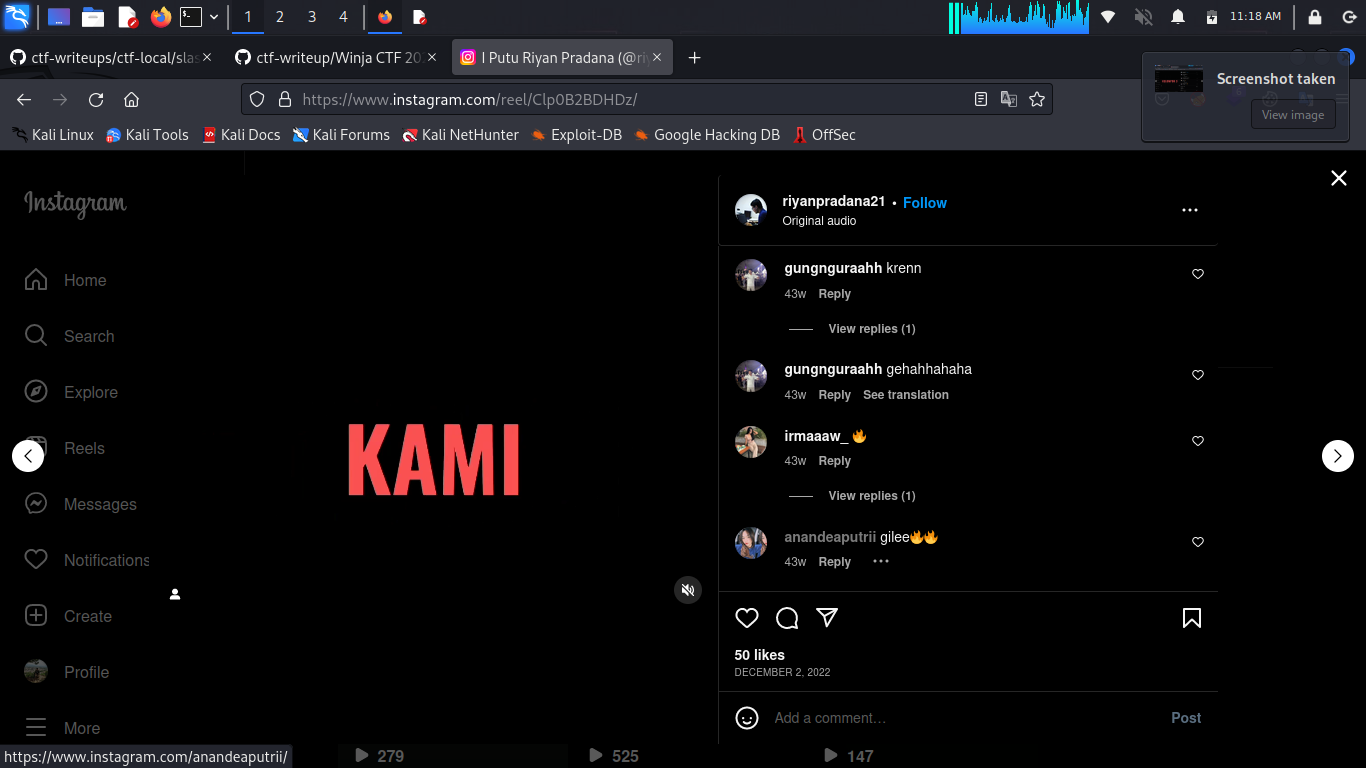 1 2 3 4 11:18 AM
ctf-writeups/ctf-local/slas
ctf-writeup/Winja CTF 202
I Putu Riyan Pradana (@riy
Screenshot taken
View image
https://www.instagram.com/reel/Clp0B2BDHDz/
Kali Linux Kali Tools Kali Docs Kali Forums Kali NetHunter Exploit-DB Google Hacking DB OffSec
Instagram
Home
Search
Explore
Reels
Messages
Notifications
Create
Profile
More
KAMI
riyanpradana21 • Follow
Original audio
gungnguraahh krenn
43w Reply
View replies (1)
gungnguraahh gehahhahaha
43w Reply See translation
irmaaaw_ 🔥
43w Reply
View replies (1)
anandeaputrii gilee🔥🔥
43w Reply
50 likes
DECEMBER 2, 2022
Add a comment…
Post
279 525 147
https://www.instagram.com/anandeaputrii/